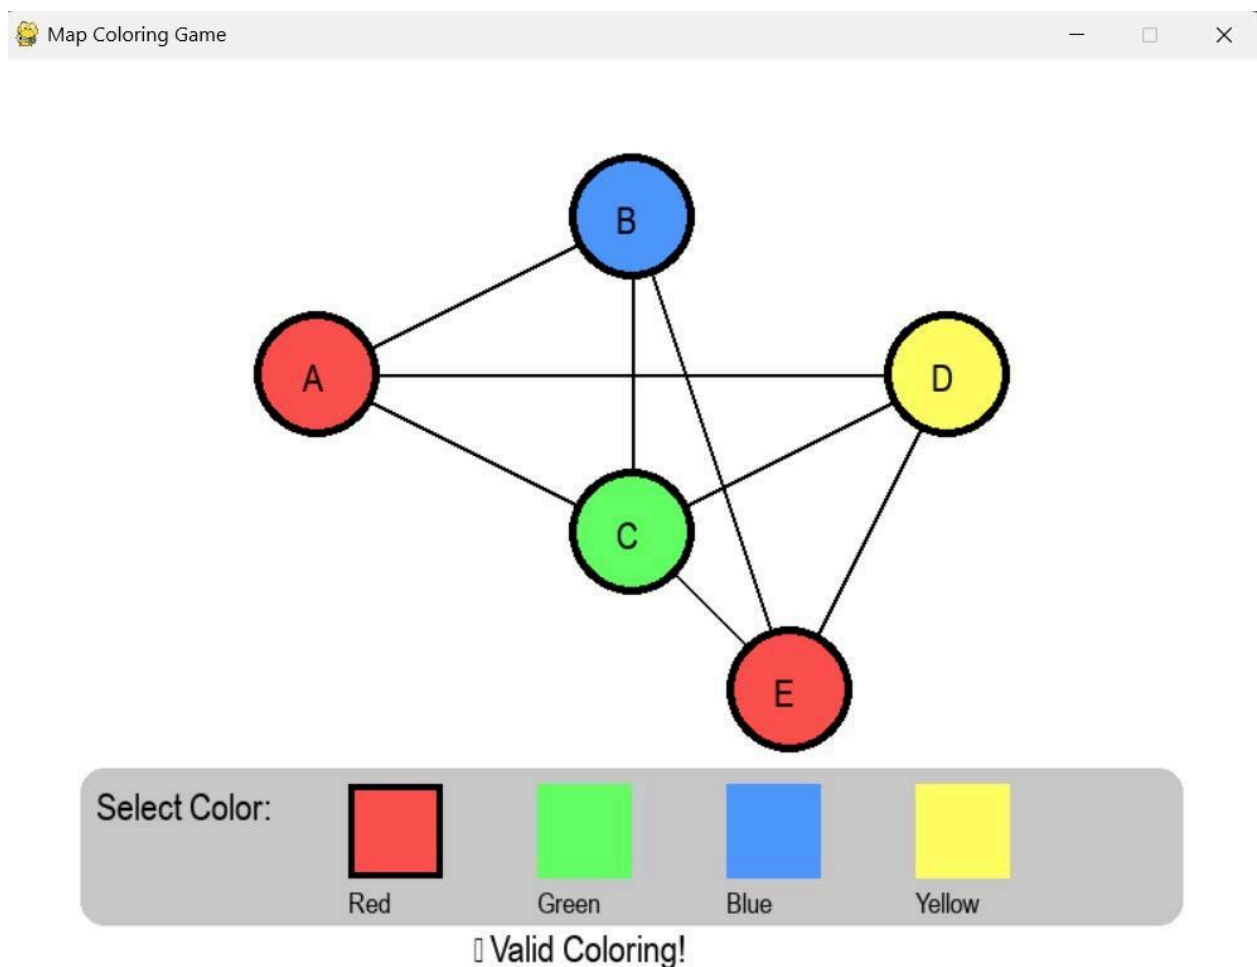 Map Coloring Game
B
A
D
C
E
Select Color:
Red Green Blue Yellow
▯ Valid Coloring!